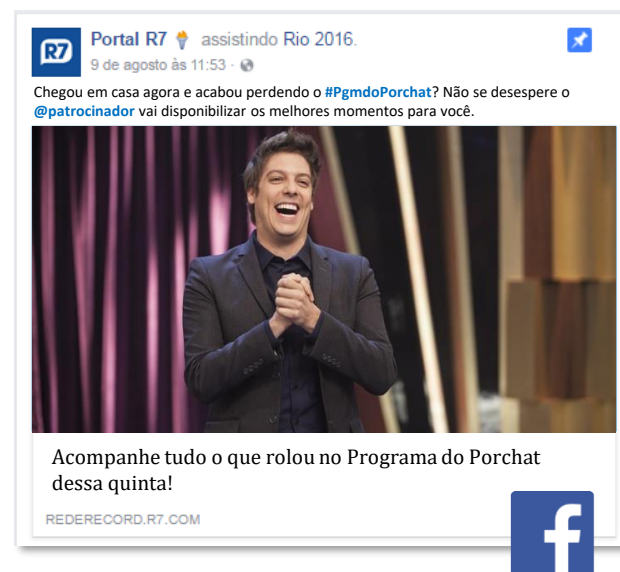 R7
Portal R7 assistindo Rio 2016.
9 de agosto às 11:53 ·
Chegou em casa agora e acabou perdendo o #PgmdoPorchat? Não se desespere o
@patrocinador vai disponibilizar os melhores momentos para você.
Acompanhe tudo o que rolou no Programa do Porchat
dessa quinta!
REDERECORD.R7.COM
f